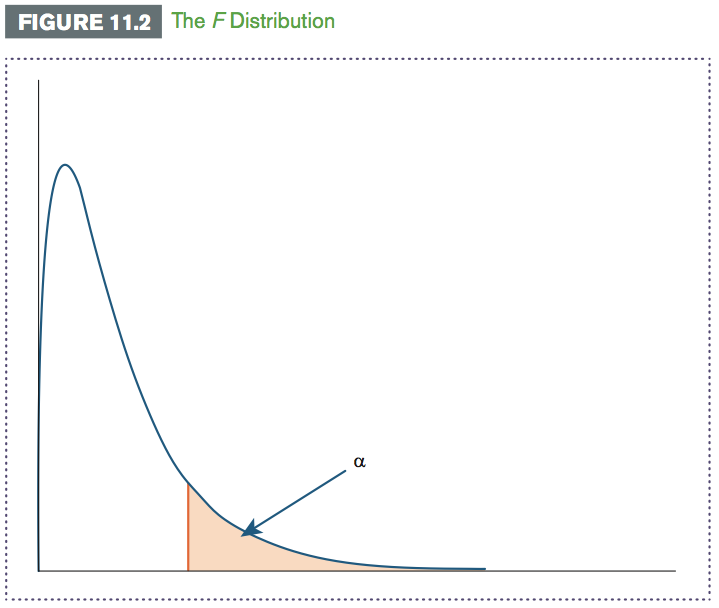 FIGURE 11.2 The F Distribution
α